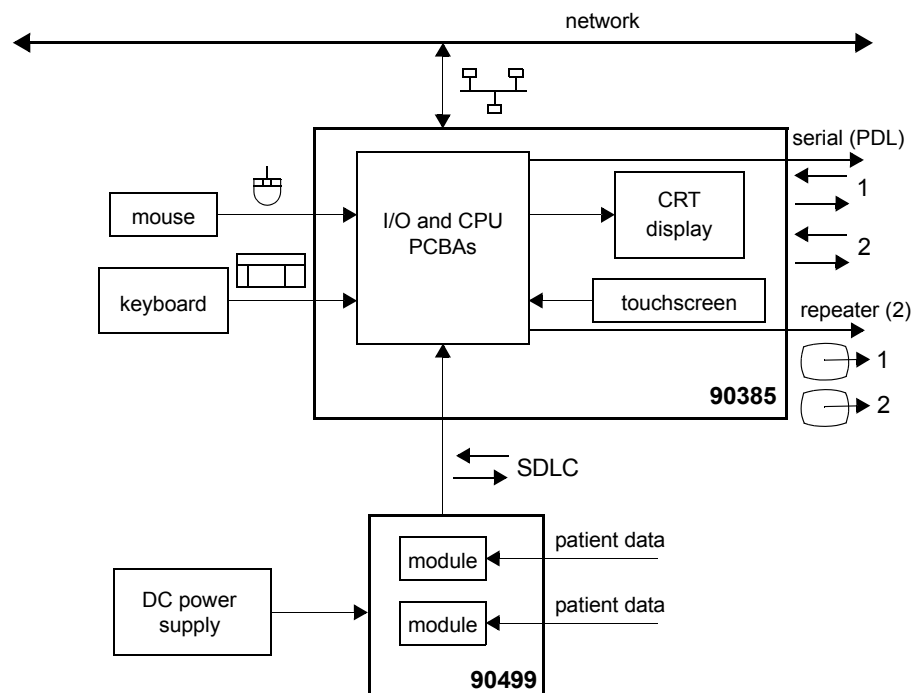 network
serial (PDL)
1
mouse
I/O and CPU
PCBAs
CRT
display
2
keyboard
touchscreen
repeater (2)
1
90385
2
SDLC
patient data
module
DC power
supply
patient data
module
90499